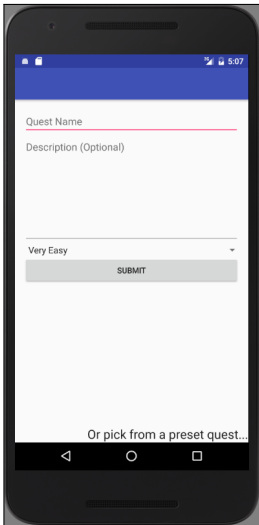 5:07
Quest Name
Description (Optional)
Very Easy
SUBMIT
Or pick from a preset quest...